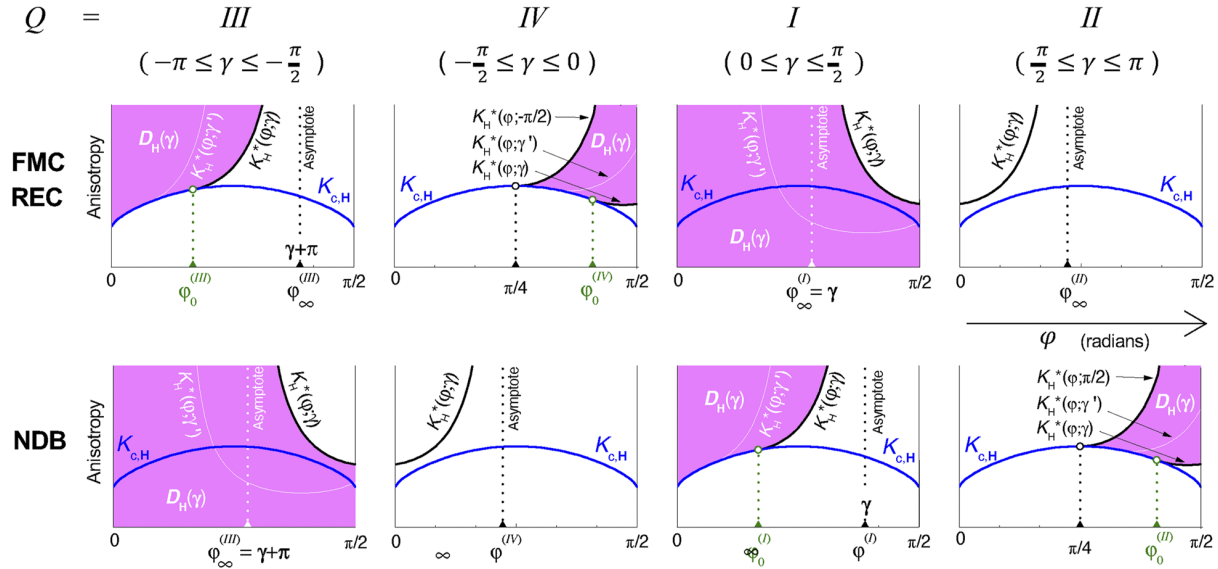 Q = III IV I II
( −π ≤ γ ≤ −π/2 ) ( −π/2 ≤ γ ≤ 0 ) ( 0 ≤ γ ≤ π/2 ) ( π/2 ≤ γ ≤ π )
FMC
REC
Anisotropy
D_H(γ)
K_H*(φ;γ')
K_H*(φ;γ)
Asymptote
K_c,H
γ+π
0 φ_0^(III) φ_∞^(III) π/2
K_H*(φ;-π/2)
K_H*(φ;γ')
K_H*(φ;γ)
D_H(γ)
K_c,H
0 π/4 φ_0^(IV) π/2
K_H*(φ;γ')
Asymptote
K_H*(φ;γ)
K_c,H
D_H(γ)
0 φ_∞^(I) = γ π/2
K_H*(φ;γ)
Asymptote
K_c,H
0 φ_∞^(II) π/2
φ (radians)
NDB
Anisotropy
K_H*(φ;γ')
Asymptote
K_H*(φ;γ)
K_c,H
D_H(γ)
0 φ_∞^(III) = γ+π π/2
K_H*(φ;γ)
Asymptote
K_c,H
0 ∞ φ^(IV) π/2
D_H(γ)
K_H*(φ;γ')
K_H*(φ;γ)
Asymptote
K_c,H
γ
0 ∞ φ_0^(I) φ^(I) π/2
K_H*(φ;π/2)
K_H*(φ;γ')
K_H*(φ;γ)
D_H(γ)
K_c,H
0 π/4 φ_0^(II) π/2